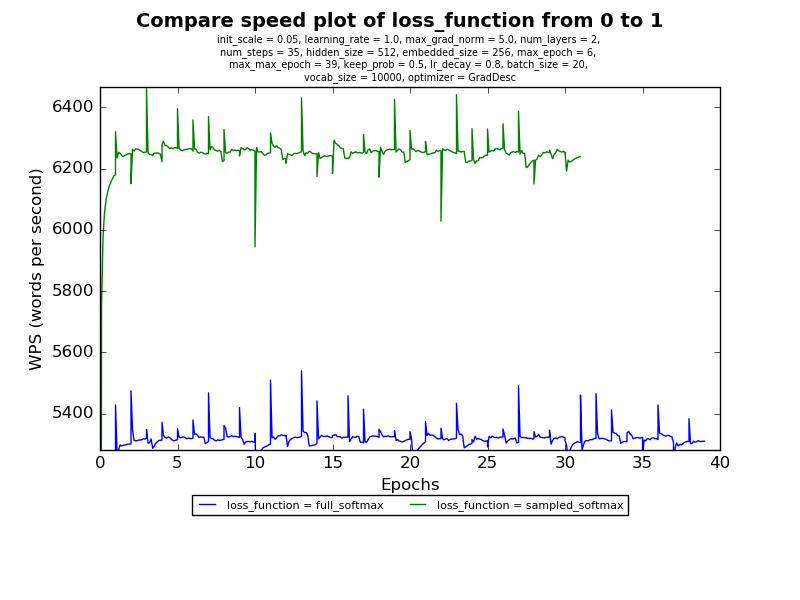 Compare speed plot of loss_function from 0 to 1
init_scale = 0.05, learning_rate = 1.0, max_grad_norm = 5.0, num_layers = 2,
num_steps = 35, hidden_size = 512, embedded_size = 256, max_epoch = 6,
max_max_epoch = 39, keep_prob = 0.5, lr_decay = 0.8, batch_size = 20,
vocab_size = 10000, optimizer = GradDesc
WPS (words per second)
6400
6200
6000
5800
5600
5400
0 5 10 15 20 25 30 35 40
Epochs
loss_function = full_softmax loss_function = sampled_softmax